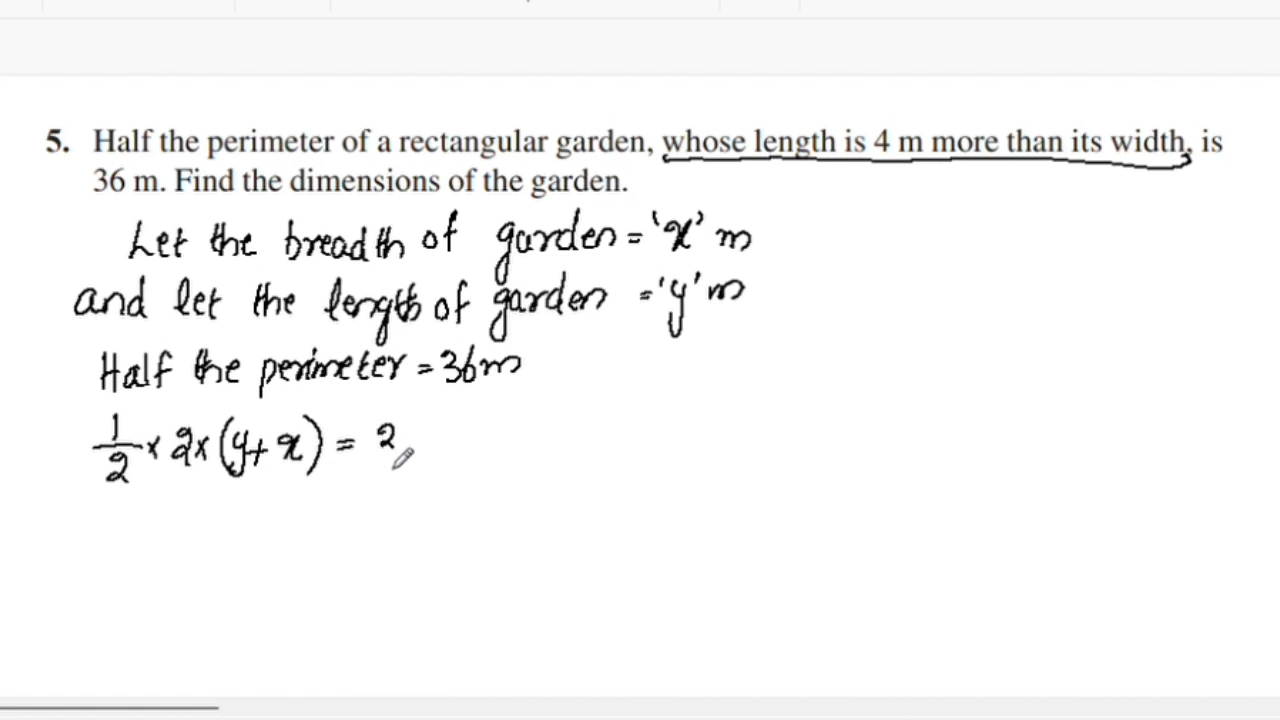 5. Half the perimeter of a rectangular garden, whose length is 4 m more than its width, is
36 m. Find the dimensions of the garden.
Let the breadth of garden = 'x' m
and let the length of garden = 'y' m
Half the perimeter = 36m
1/2 × 2 × (y + x) = 3